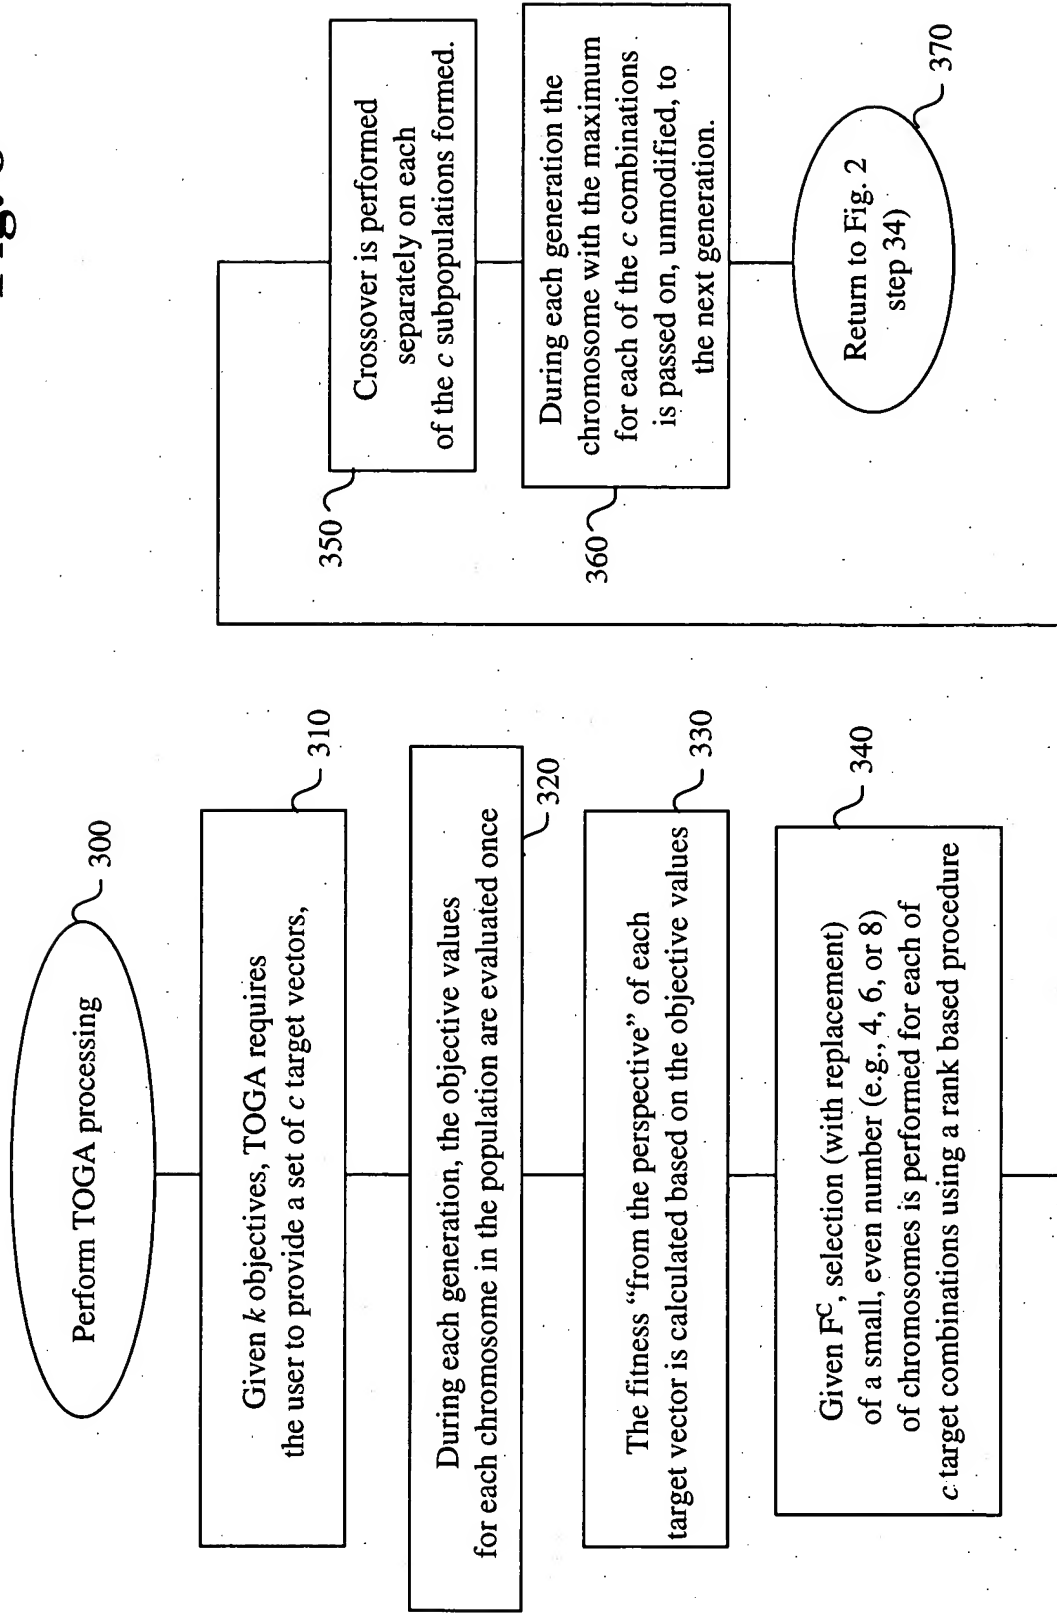 Perform TOGA processing
300
Given k objectives, TOGA requires
the user to provide a set of c target vectors,
310
During each generation, the objective values
for each chromosome in the population are evaluated once
320
The fitness “from the perspective” of each
target vector is calculated based on the objective values
330
Given F^C, selection (with replacement)
of a small, even number (e.g., 4, 6, or 8)
of chromosomes is performed for each of
c target combinations using a rank based procedure
340
Crossover is performed
separately on each
of the c subpopulations formed.
350
During each generation the
chromosome with the maximum
for each of the c combinations
is passed on, unmodified, to
the next generation.
360
Return to Fig. 2
step 34)
370